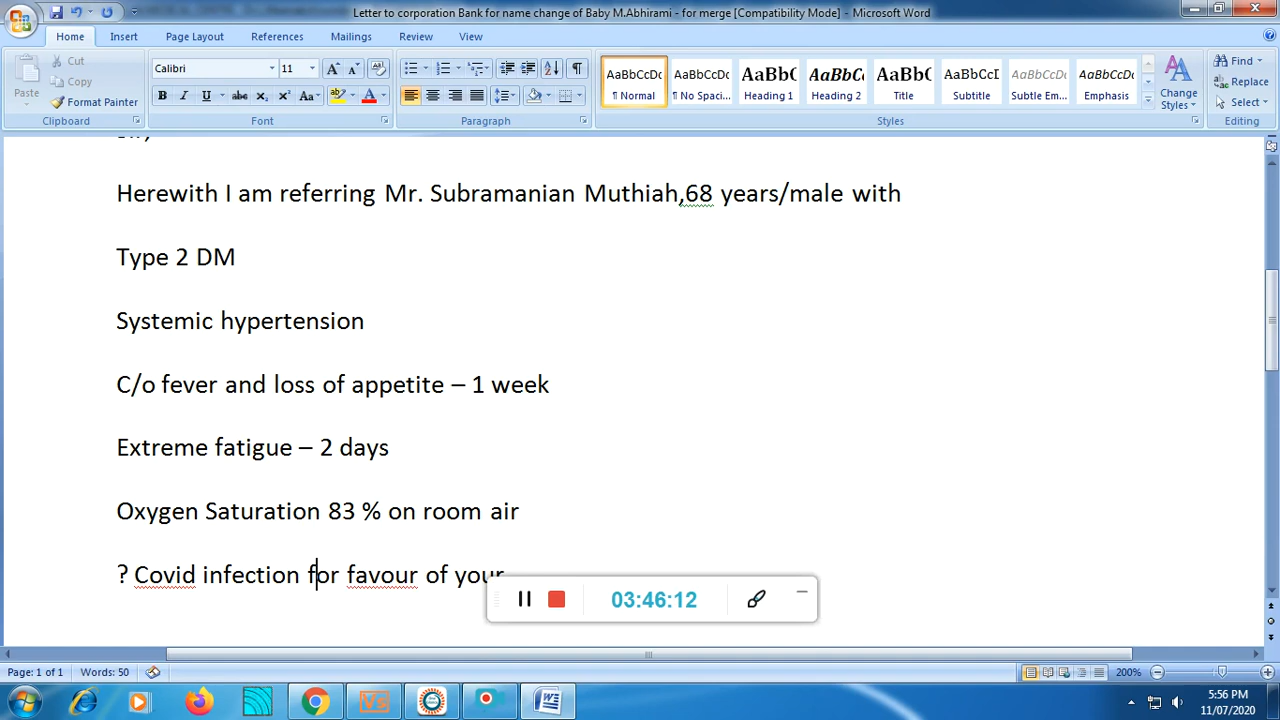 Letter to corporation Bank for name change of Baby M.Abhirami - for merge [Compatibility Mode] - Microsoft Word
Home Insert Page Layout References Mailings Review View
Paste
Cut
Copy
Format Painter
Clipboard
Calibri 11
Font
Paragraph
AaBbCcDc AaBbCcDc AaBbC AaBbCc AaBbC AaBbCcI AaBbCcDc AaBbCcDc
¶ Normal ¶ No Spaci... Heading 1 Heading 2 Title Subtitle Subtle Em... Emphasis
Change Styles
Styles
Find
Replace
Select
Editing
Herewith I am referring Mr. Subramanian Muthiah,68 years/male with
Type 2 DM
Systemic hypertension
C/o fever and loss of appetite – 1 week
Extreme fatigue – 2 days
Oxygen Saturation 83 % on room air
? Covid infection for favour of your
03:46:12
Page: 1 of 1 Words: 50 200%
5:56 PM
11/07/2020